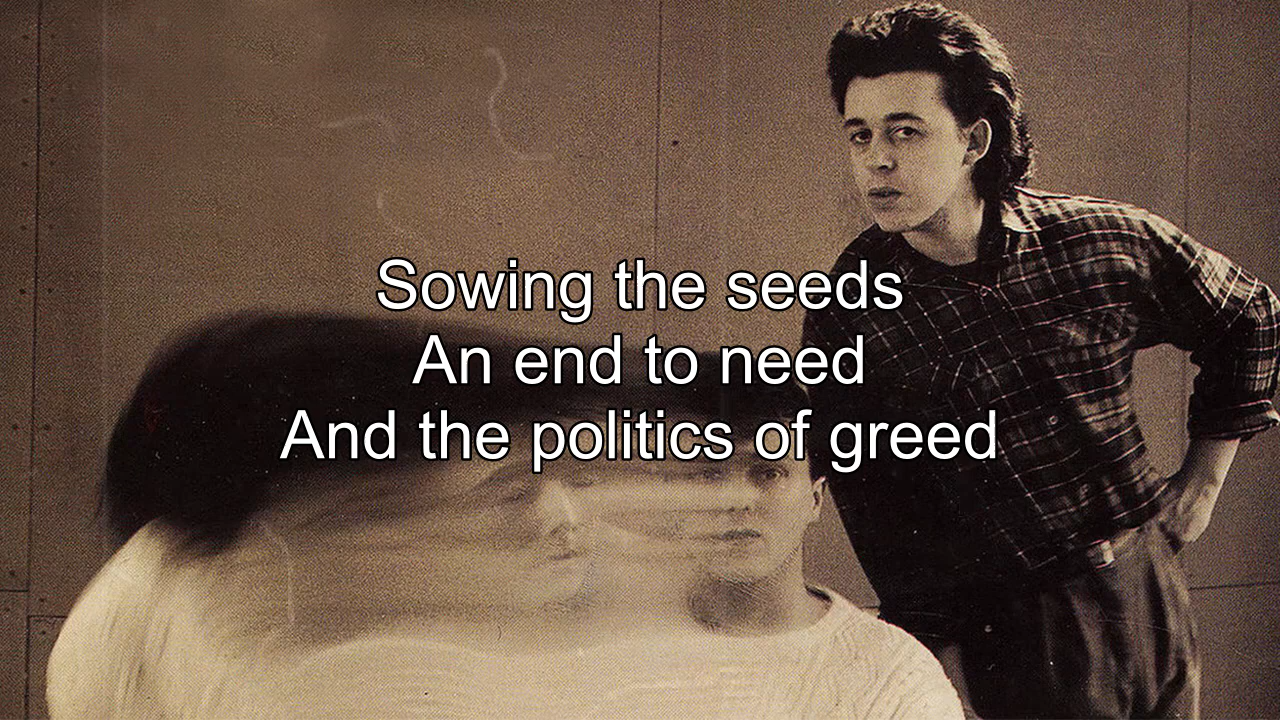 Sowing the seeds
An end to need
And the politics of greed